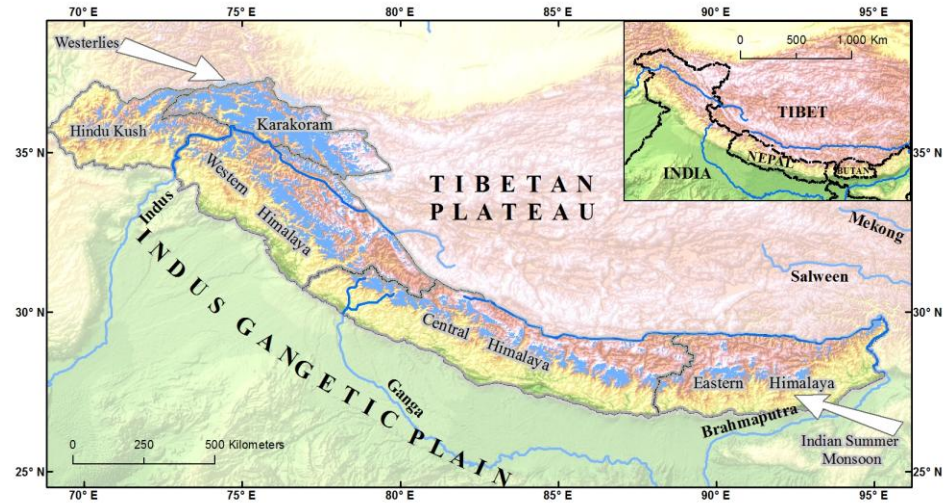 70° E
75° E
80° E
85° E
90° E
95° E
Westerlies
0
500
1,000 Km
TIBET
NEPAL
BUTAN
INDIA
Hindu Kush
Karakoram
35° N
35° N
TIBETAN
PLATEAU
Western
Himalaya
Indus
Mekong
Salween
INDUS GANGETIC PLAIN
30° N
30° N
Central
Himalaya
Eastern
Himalaya
Ganga
Brahmaputra
Indian Summer
Monsoon
0
250
500 Kilometers
25° N
25° N
70° E
75° E
80° E
85° E
90° E
95° E